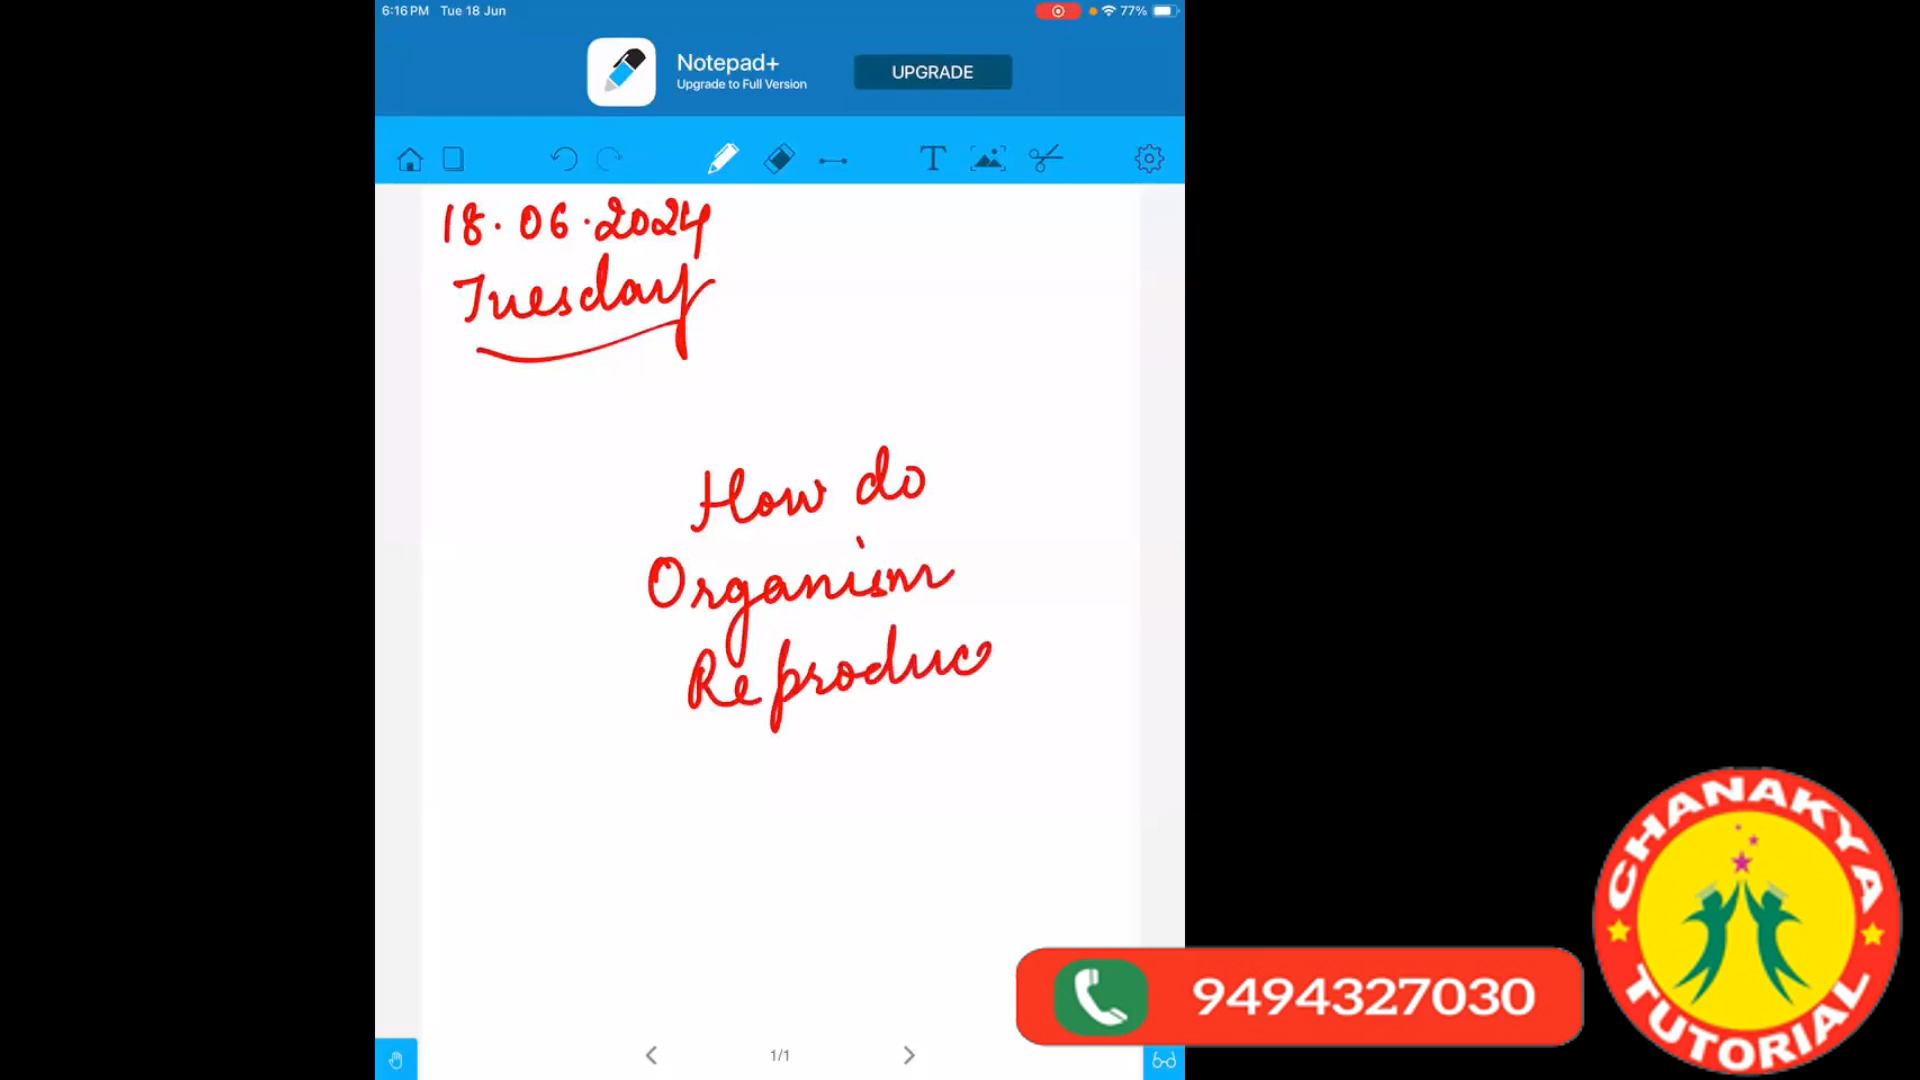 6:16 PM Tue 18 Jun
77%
Notepad+
Upgrade to Full Version
UPGRADE
T
18.06.2024
Tuesday
How do
Organism
Reproduce
CHANAKYA
TUTORIAL
9494327030
1/1